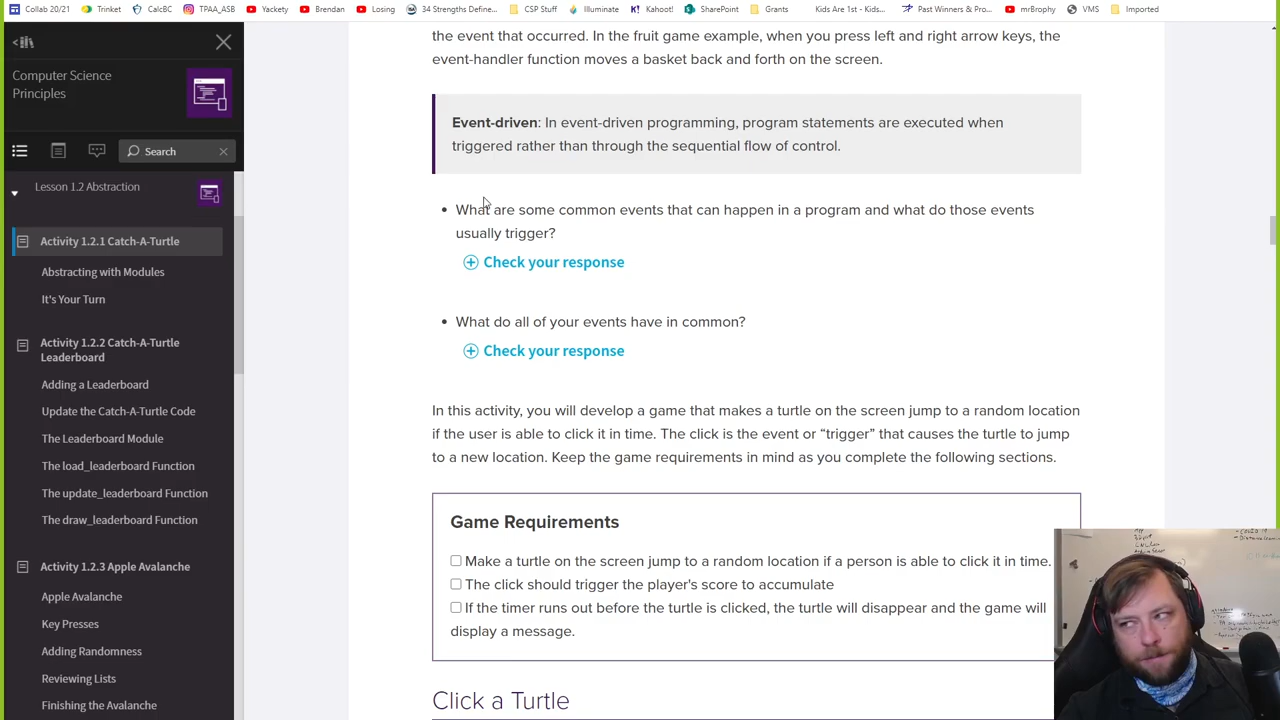 Collab 20/21
Trinket
CalcBC
TPAA_ASB
Yackety
Brendan
Losing
34 Strengths Define...
CSP Stuff
Illuminate
Kahoot!
SharePoint
Grants
Kids Are 1st - Kids...
Past Winners & Pro...
mrBrophy
VMS
Imported
Computer Science
Principles
Search
Lesson 1.2 Abstraction
Activity 1.2.1 Catch-A-Turtle
Abstracting with Modules
It's Your Turn
Activity 1.2.2 Catch-A-Turtle
Leaderboard
Adding a Leaderboard
Update the Catch-A-Turtle Code
The Leaderboard Module
The load_leaderboard Function
The update_leaderboard Function
The draw_leaderboard Function
Activity 1.2.3 Apple Avalanche
Apple Avalanche
Key Presses
Adding Randomness
Reviewing Lists
Finishing the Avalanche
the event that occurred. In the fruit game example, when you press left and right arrow keys, the
event-handler function moves a basket back and forth on the screen.
Event-driven: In event-driven programming, program statements are executed when
triggered rather than through the sequential flow of control.
• What are some common events that can happen in a program and what do those events
usually trigger?
Check your response
• What do all of your events have in common?
Check your response
In this activity, you will develop a game that makes a turtle on the screen jump to a random location
if the user is able to click it in time. The click is the event or “trigger” that causes the turtle to jump
to a new location. Keep the game requirements in mind as you complete the following sections.
Game Requirements
Make a turtle on the screen jump to a random location if a person is able to click it in time.
The click should trigger the player's score to accumulate
If the timer runs out before the turtle is clicked, the turtle will disappear and the game will
display a message.
Click a Turtle